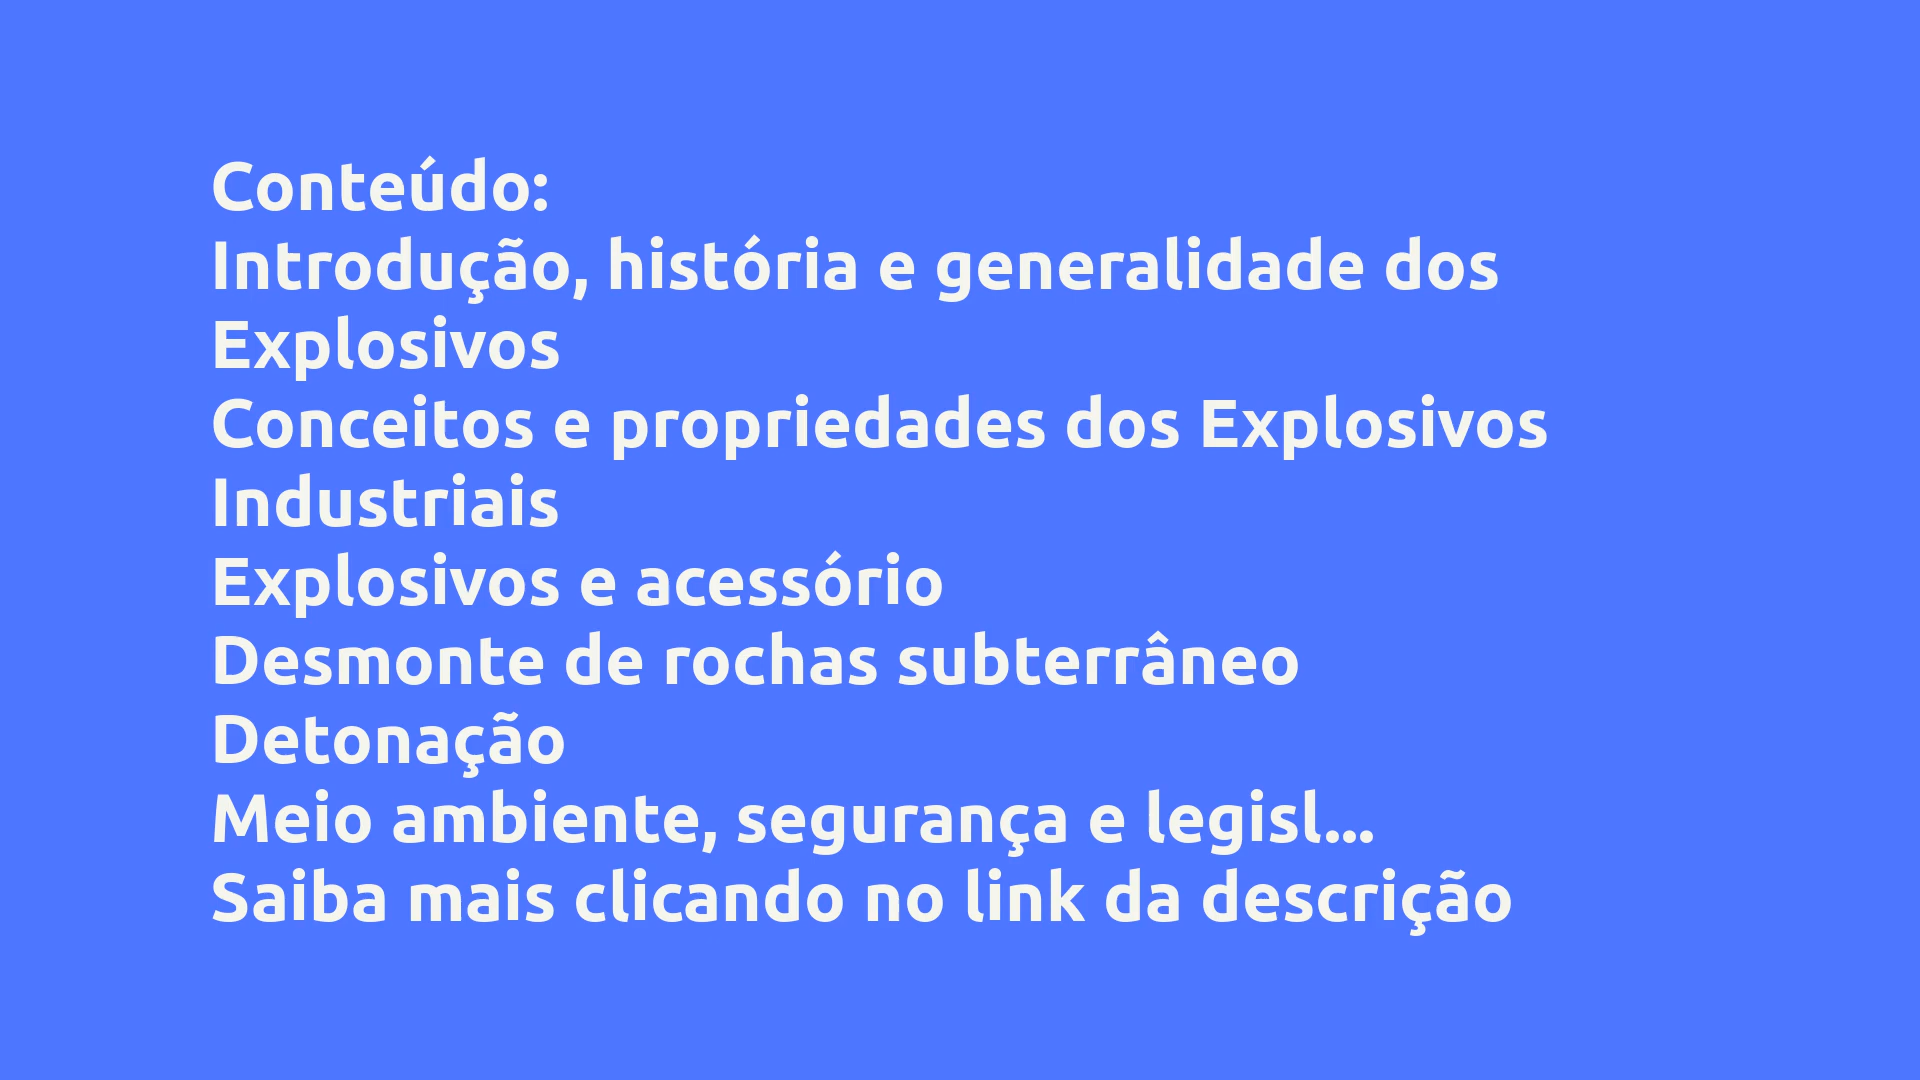 Conteúdo:
Introdução, história e generalidade dos
Explosivos
Conceitos e propriedades dos Explosivos
Industriais
Explosivos e acessório
Desmonte de rochas subterrâneo
Detonação
Meio ambiente, segurança e legisl...
Saiba mais clicando no link da descrição